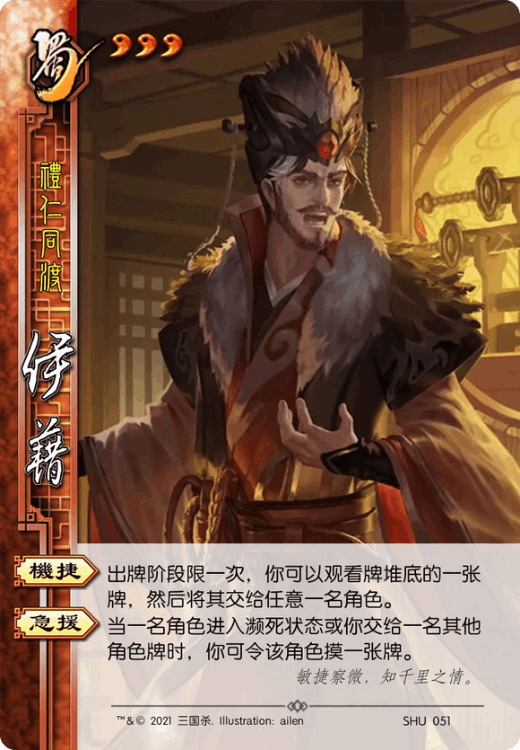 蜀
禮仁同渡
伊籍
機捷
出牌阶段限一次，你可以观看牌堆底的一张
牌，然后将其交给任意一名角色。
急援
当一名角色进入濒死状态或你交给一名其他
角色牌时，你可令该角色摸一张牌。
敏捷察微，知千里之情。
™&© 2021 三国杀. Illustration: ailen
SHU 051